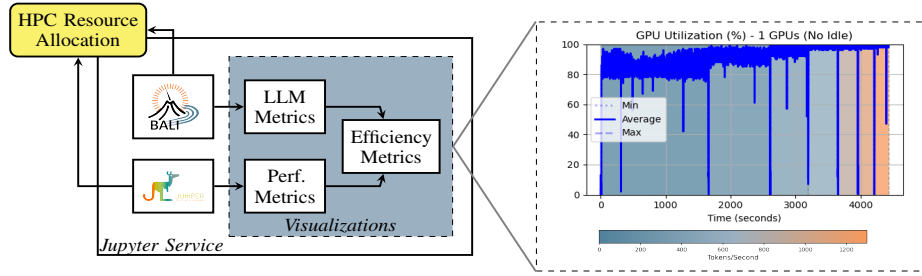 HPC Resource
Allocation
BALI
JUmPER
LLM
Metrics
Perf.
Metrics
Efficiency
Metrics
Visualizations
Jupyter Service
GPU Utilization (%) - 1 GPUs (No Idle)
100
80
60
40
20
0
Min
Average
Max
0
1000
2000
3000
4000
Time (seconds)
0
200
400
600
800
1000
1200
Tokens/Second